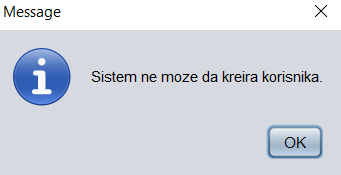 Message
Sistem ne moze da kreira korisnika.
OK